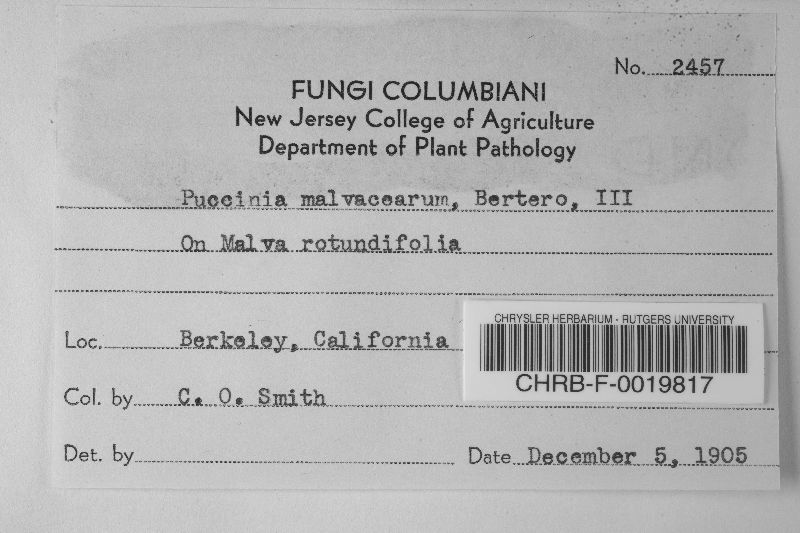 No. 2457
FUNGI COLUMBIANI
New Jersey College of Agriculture
Department of Plant Pathology
Puccinia malvacearum, Bertero, III
On Malva rotundifolia
Loc. Berkeley, California
CHRYSLER HERBARIUM - RUTGERS UNIVERSITY
CHRB-F-0019817
Col. by C. O. Smith
Det. by
Date December 5, 1905